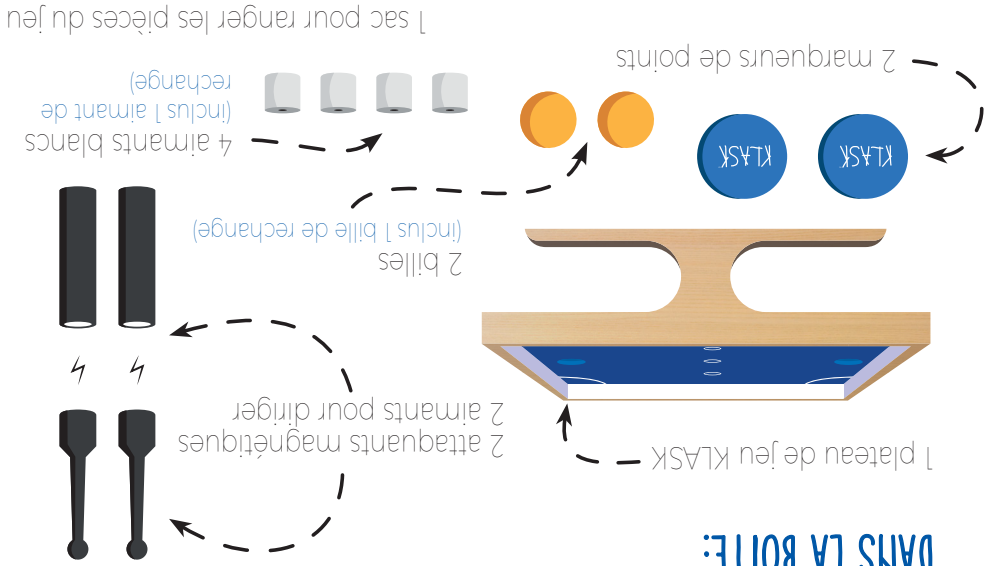 DANS LA BOÎTE:
1 plateau de jeu KLASK
2 attaquants magnétiques
2 aimants pour diriger
2 billes
(inclus 1 bille de rechange)
KLASK
KLASK
2 marqueurs de points
4 aimants blancs
(inclus 1 aimant de
rechange)
1 sac pour ranger les pièces du jeu